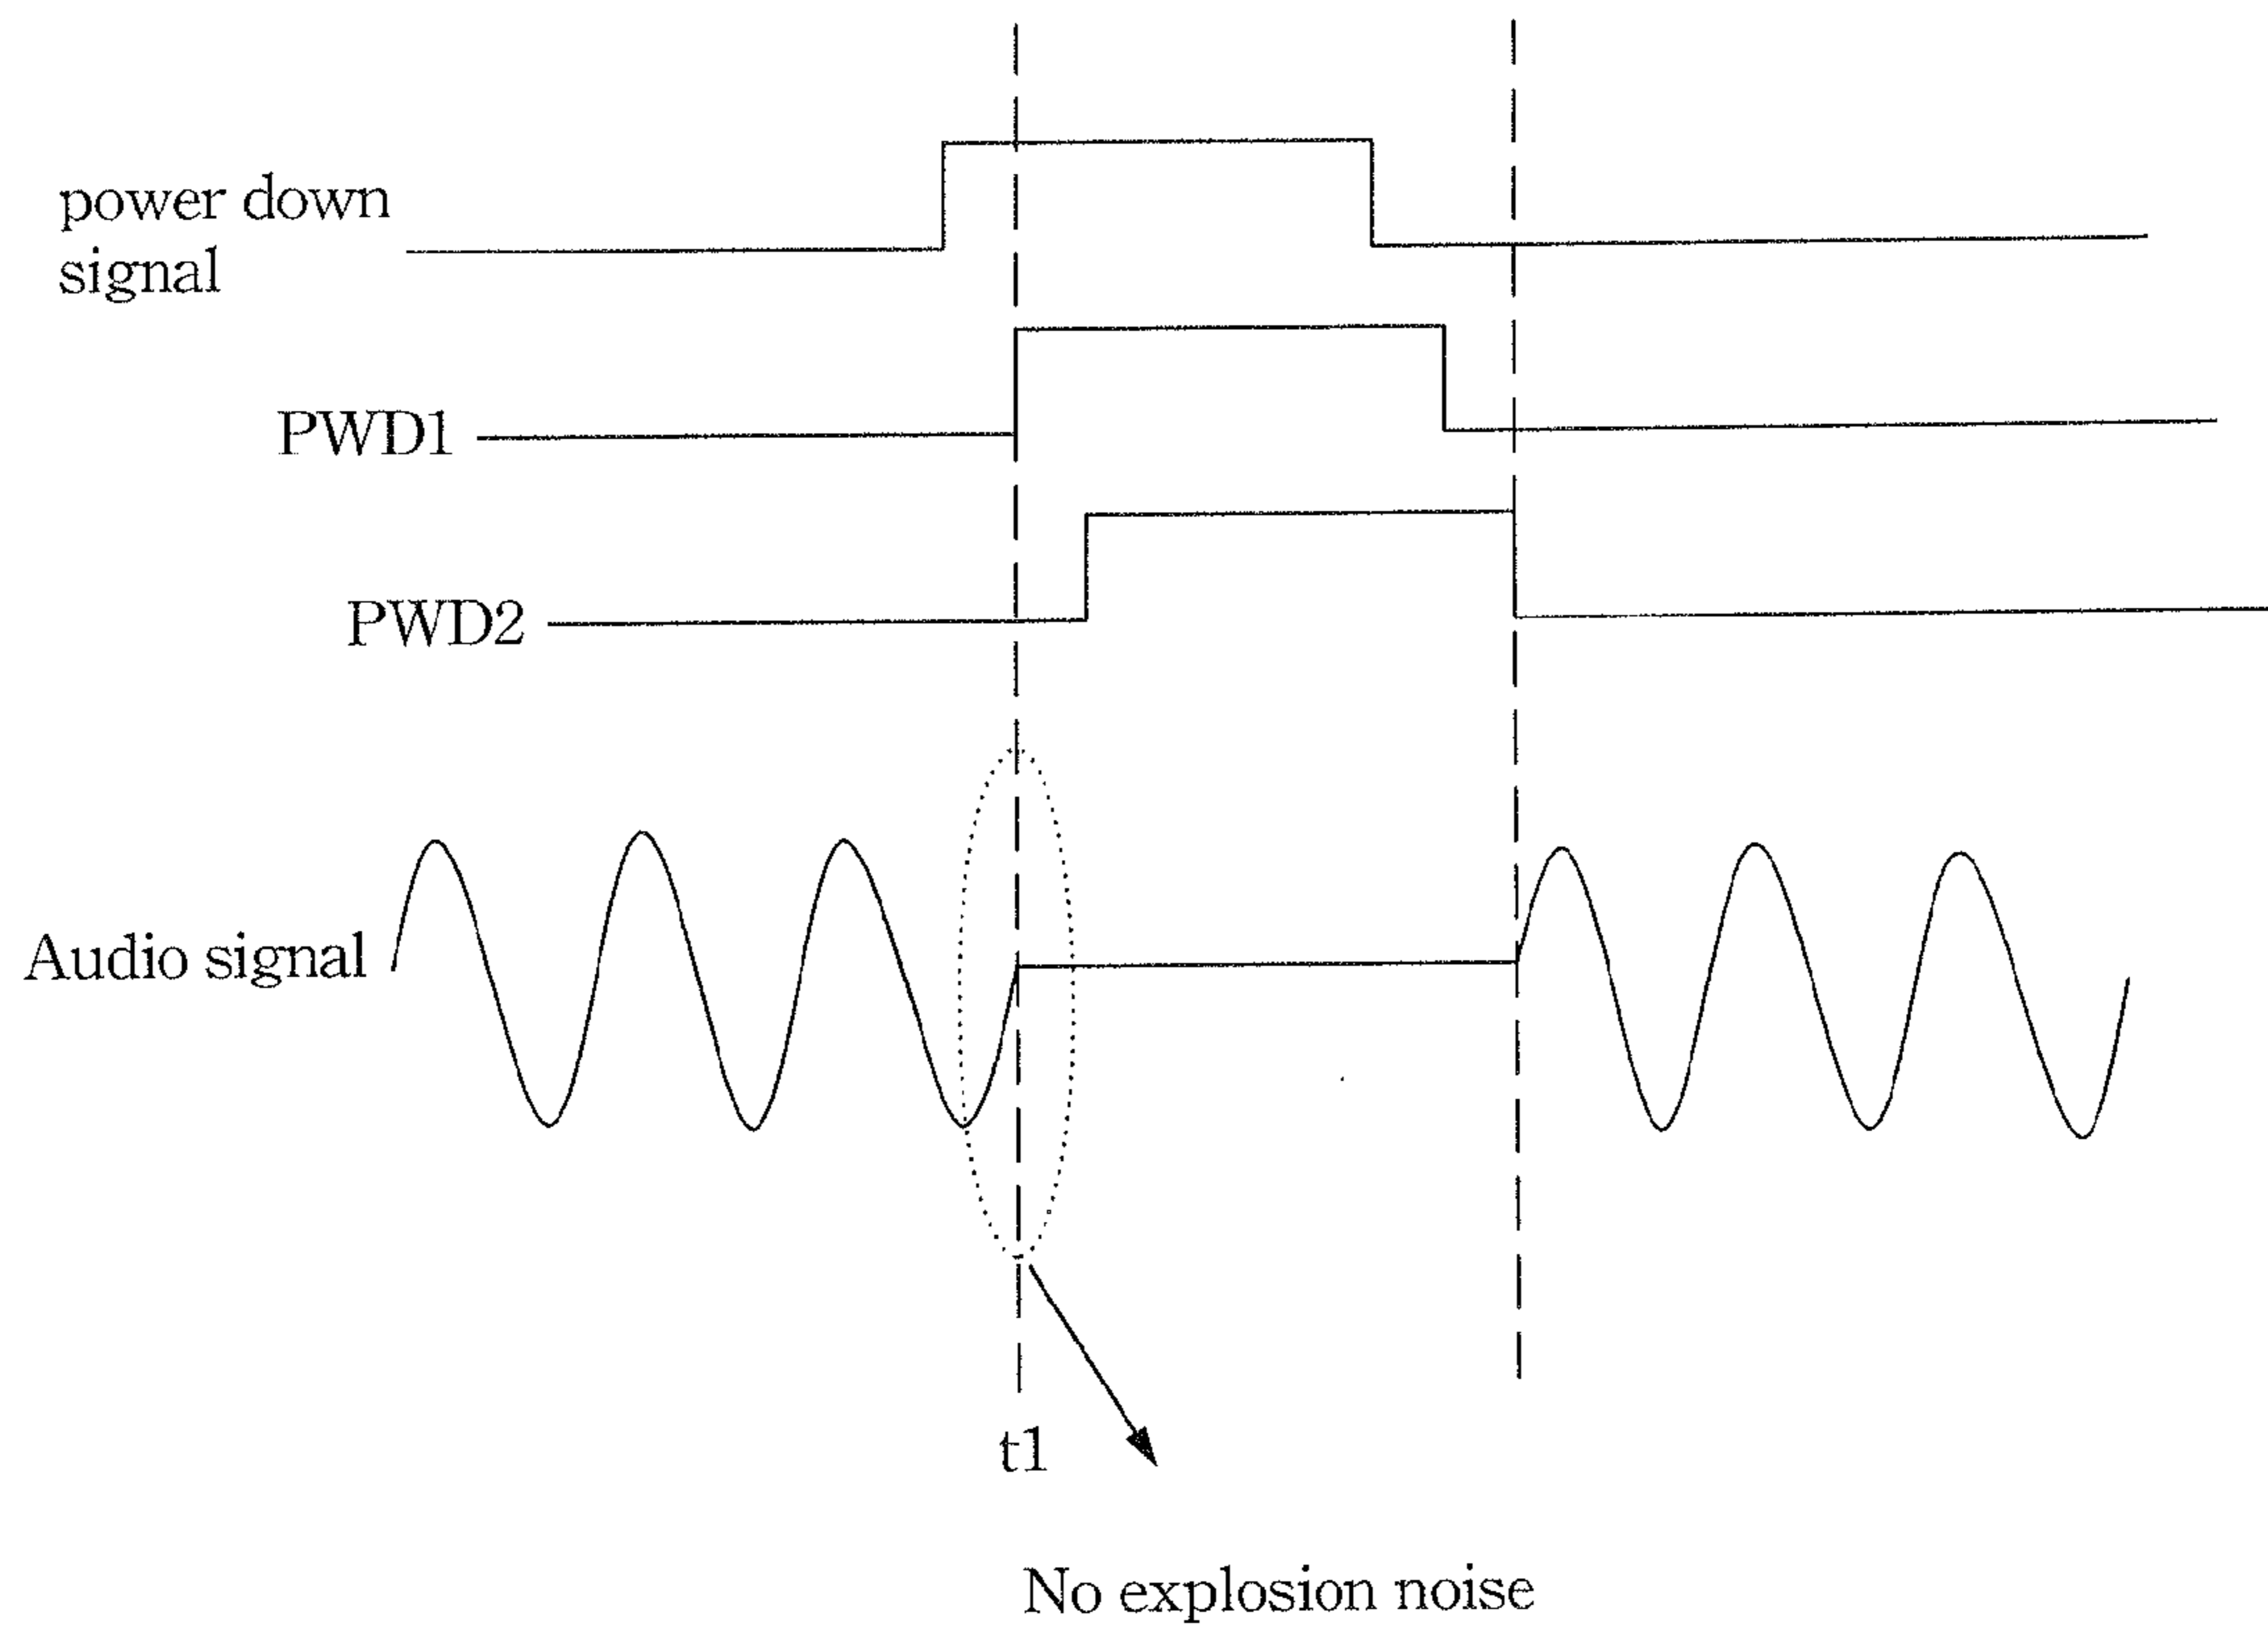 power down
signal
PWD1
PWD2
Audio signal
t1
No explosion noise